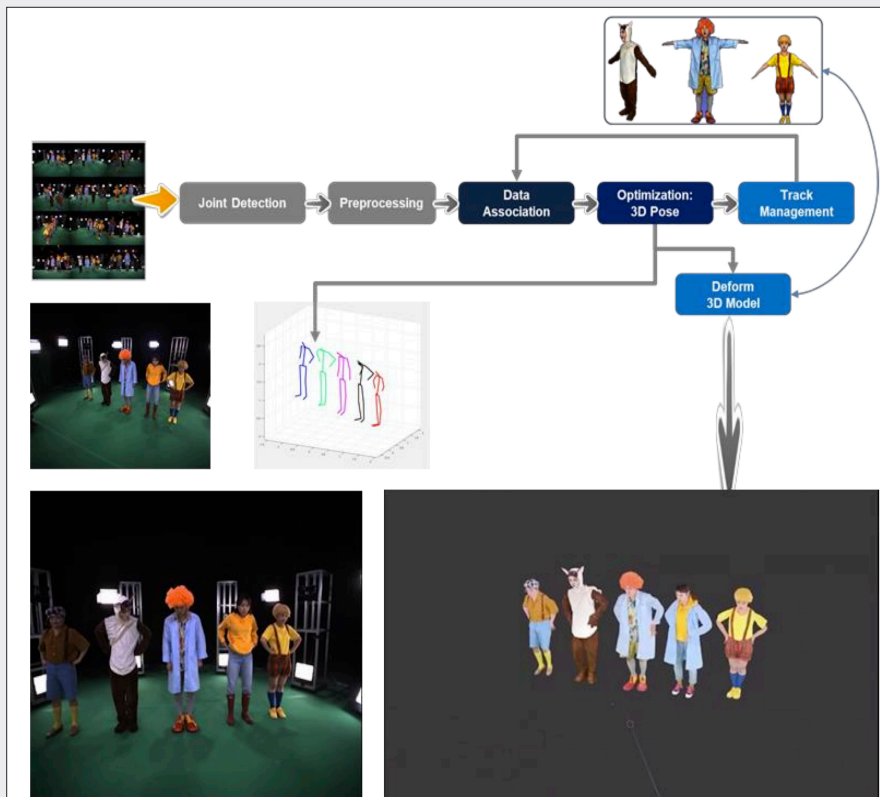 Joint Detection
Preprocessing
Data
Association
Optimization:
3D Pose
Track
Management
Deform
3D Model